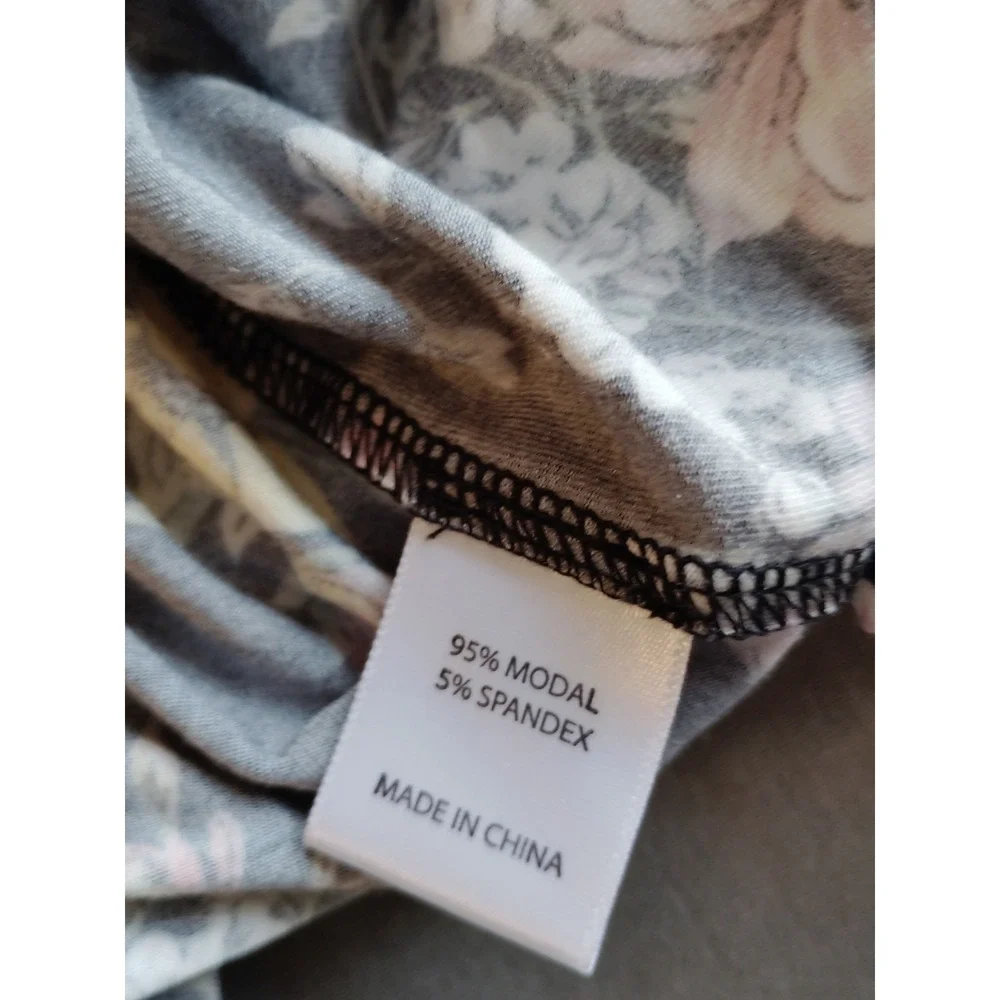 95% MODAL
5% SPANDEX
MADE IN CHINA